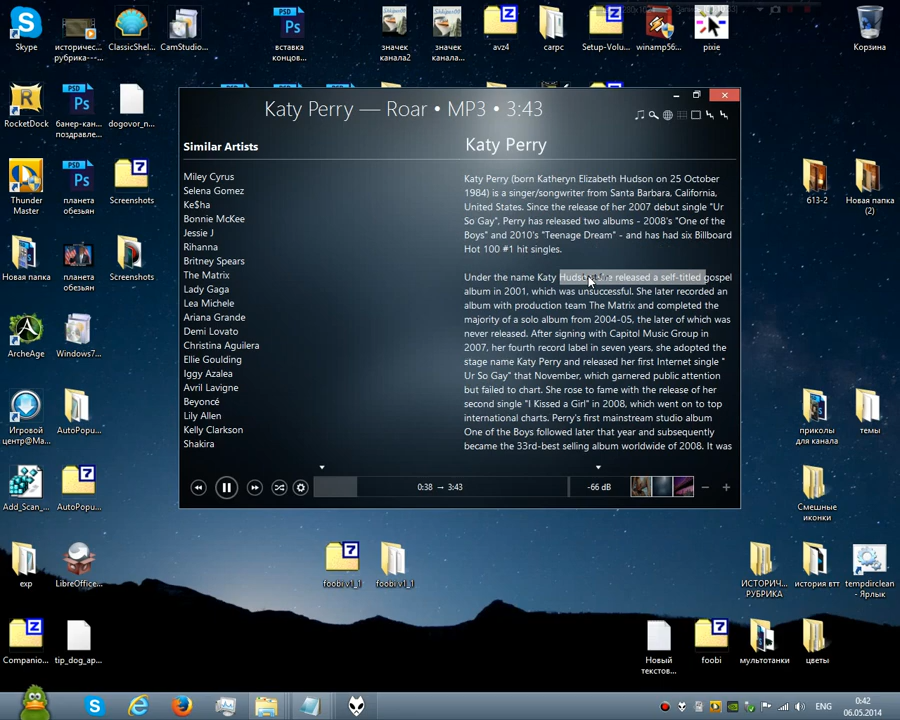 Skype
историчес...
рубрика---...
ClassicShel...
CamStudio...
вставка
концов...
значек
канала2
значек
канала...
avz4
carpc
Setup-Volu...
winamp56...
pixie
Корзина
RocketDock
банер-кан...
поздравле...
dogovor_n...
Katy Perry — Roar • MP3 • 3:43
Similar Artists
Miley Cyrus
Selena Gomez
Ke$ha
Bonnie McKee
Jessie J
Rihanna
Britney Spears
The Matrix
Lady Gaga
Lea Michele
Ariana Grande
Demi Lovato
Christina Aguilera
Ellie Goulding
Iggy Azalea
Avril Lavigne
Beyoncé
Lily Allen
Kelly Clarkson
Shakira
Katy Perry
Katy Perry (born Katheryn Elizabeth Hudson on 25 October
1984) is a singer/songwriter from Santa Barbara, California,
United States. Since the release of her 2007 debut single "Ur
So Gay", Perry has released two albums - 2008's "One of the
Boys" and 2010's "Teenage Dream" - and has had six Billboard
Hot 100 #1 hit singles.
Under the name Katy released a self-titled gospel
album in 2001, which was unsuccessful. She later recorded an
album with production team The Matrix and completed the
majority of a solo album from 2004-05, the later of which was
never released. After signing with Capitol Music Group in
2007, her fourth record label in seven years, she adopted the
stage name Katy Perry and released her first Internet single "
Ur So Gay" that November, which garnered public attention
but failed to chart. She rose to fame with the release of her
second single "I Kissed a Girl" in 2008, which went on to top
international charts. Perry's first mainstream studio album
One of the Boys followed later that year and subsequently
became the 33rd-best selling album worldwide of 2008. It was
0:38 → 3:43
-66 dB
Thunder
Master
планета
обезьян
Screenshots
613-2
Новая папка
(2)
Новая папка
планета
обезьян
Screenshots
ArcheAge
Windows7...
Игровой
центр@Ma...
AutoPopu...
приколы
для канала
темы
Add_Scan_...
AutoPopu...
Смешные
иконки
exp
LibreOffice...
foobi.v1_1
foobi.v1_1
ИСТОРИЧ...
РУБРИКА
история втт
tempdirclean
- Ярлык
Companio...
tip_dog_ap...
Новый
текстов...
foobi
мультотанки
цветы
ENG
0:42
06.05.2014